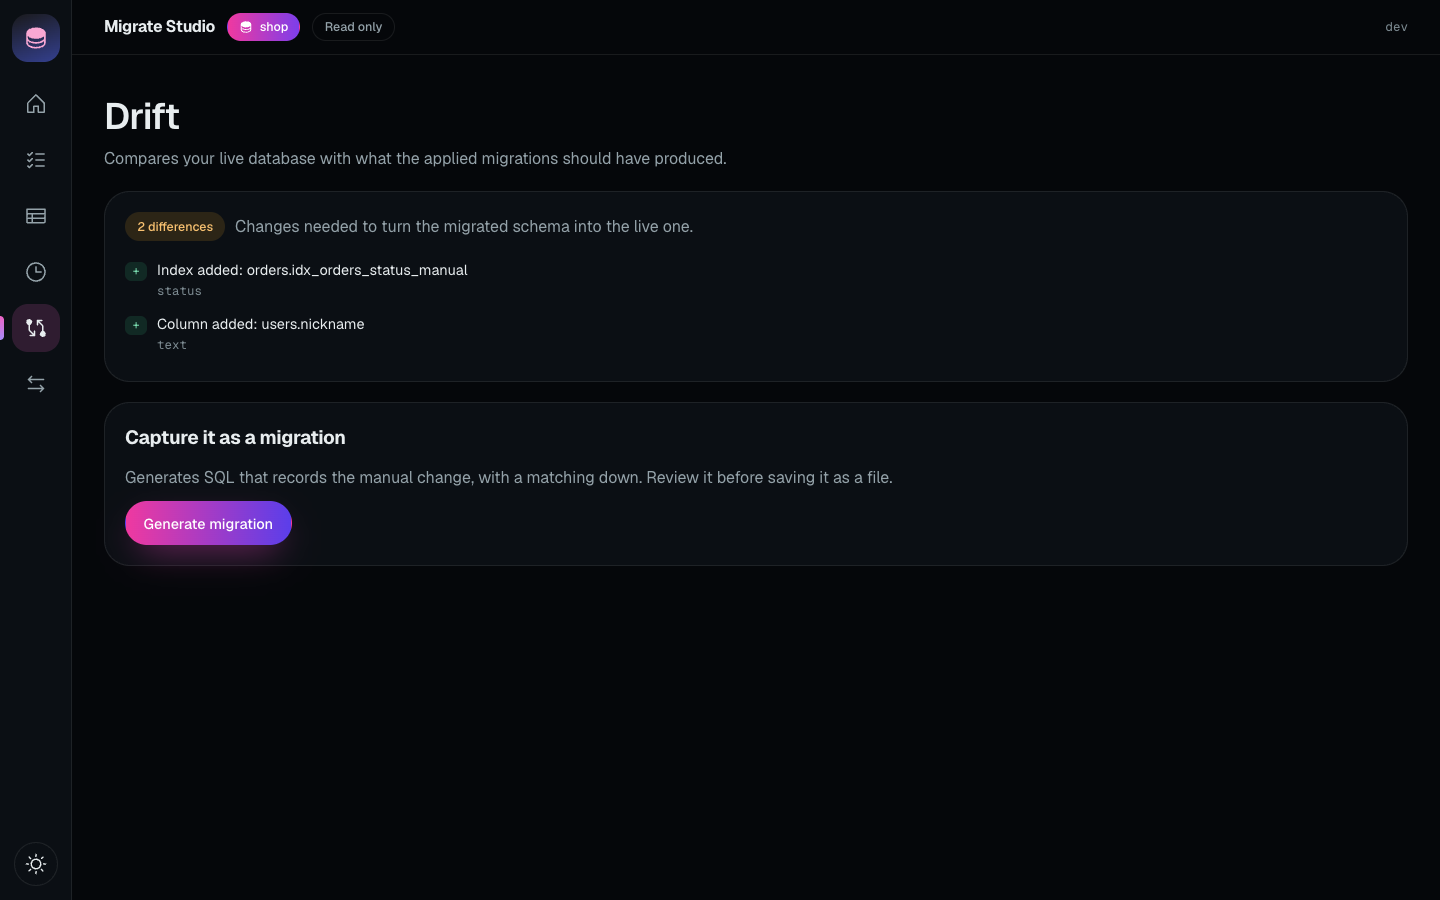 Migrate Studio
shop
Read only
dev
Drift
Compares your live database with what the applied migrations should have produced.
2 differences
Changes needed to turn the migrated schema into the live one.
+ Index added: orders.idx_orders_status_manual
status
+ Column added: users.nickname
text
Capture it as a migration
Generates SQL that records the manual change, with a matching down. Review it before saving it as a file.
Generate migration